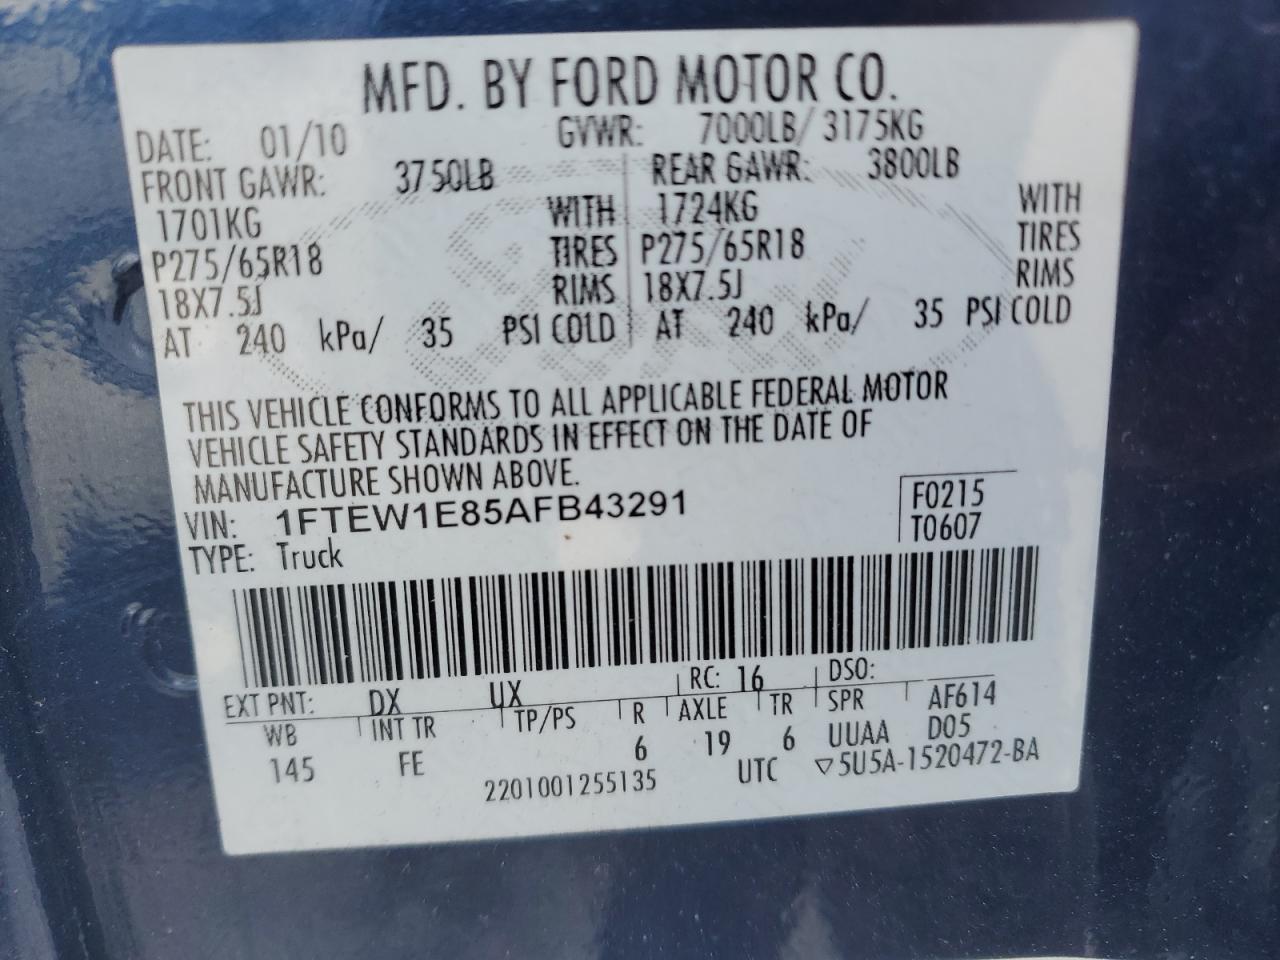 MFD. BY FORD MOTOR CO.
DATE: 01/10 GVWR: 7000LB/ 3175KG
FRONT GAWR: 3750LB REAR GAWR: 3800LB
1701KG WITH 1724KG WITH
P275/65R18 TIRES P275/65R18 TIRES
18X7.5J RIMS 18X7.5J RIMS
AT 240 kPa/ 35 PSI COLD AT 240 kPa/ 35 PSI COLD
THIS VEHICLE CONFORMS TO ALL APPLICABLE FEDERAL MOTOR
VEHICLE SAFETY STANDARDS IN EFFECT ON THE DATE OF
MANUFACTURE SHOWN ABOVE.
VIN: 1FTEW1E85AFB43291 F0215
TYPE: Truck T0607
EXT PNT: DX UX RC: 16 DSO:
WB INT TR TP/PS R AXLE TR SPR AF614
145 FE 6 19 6 UUAA D05
2201001255135 UTC ▽5U5A-1520472-BA